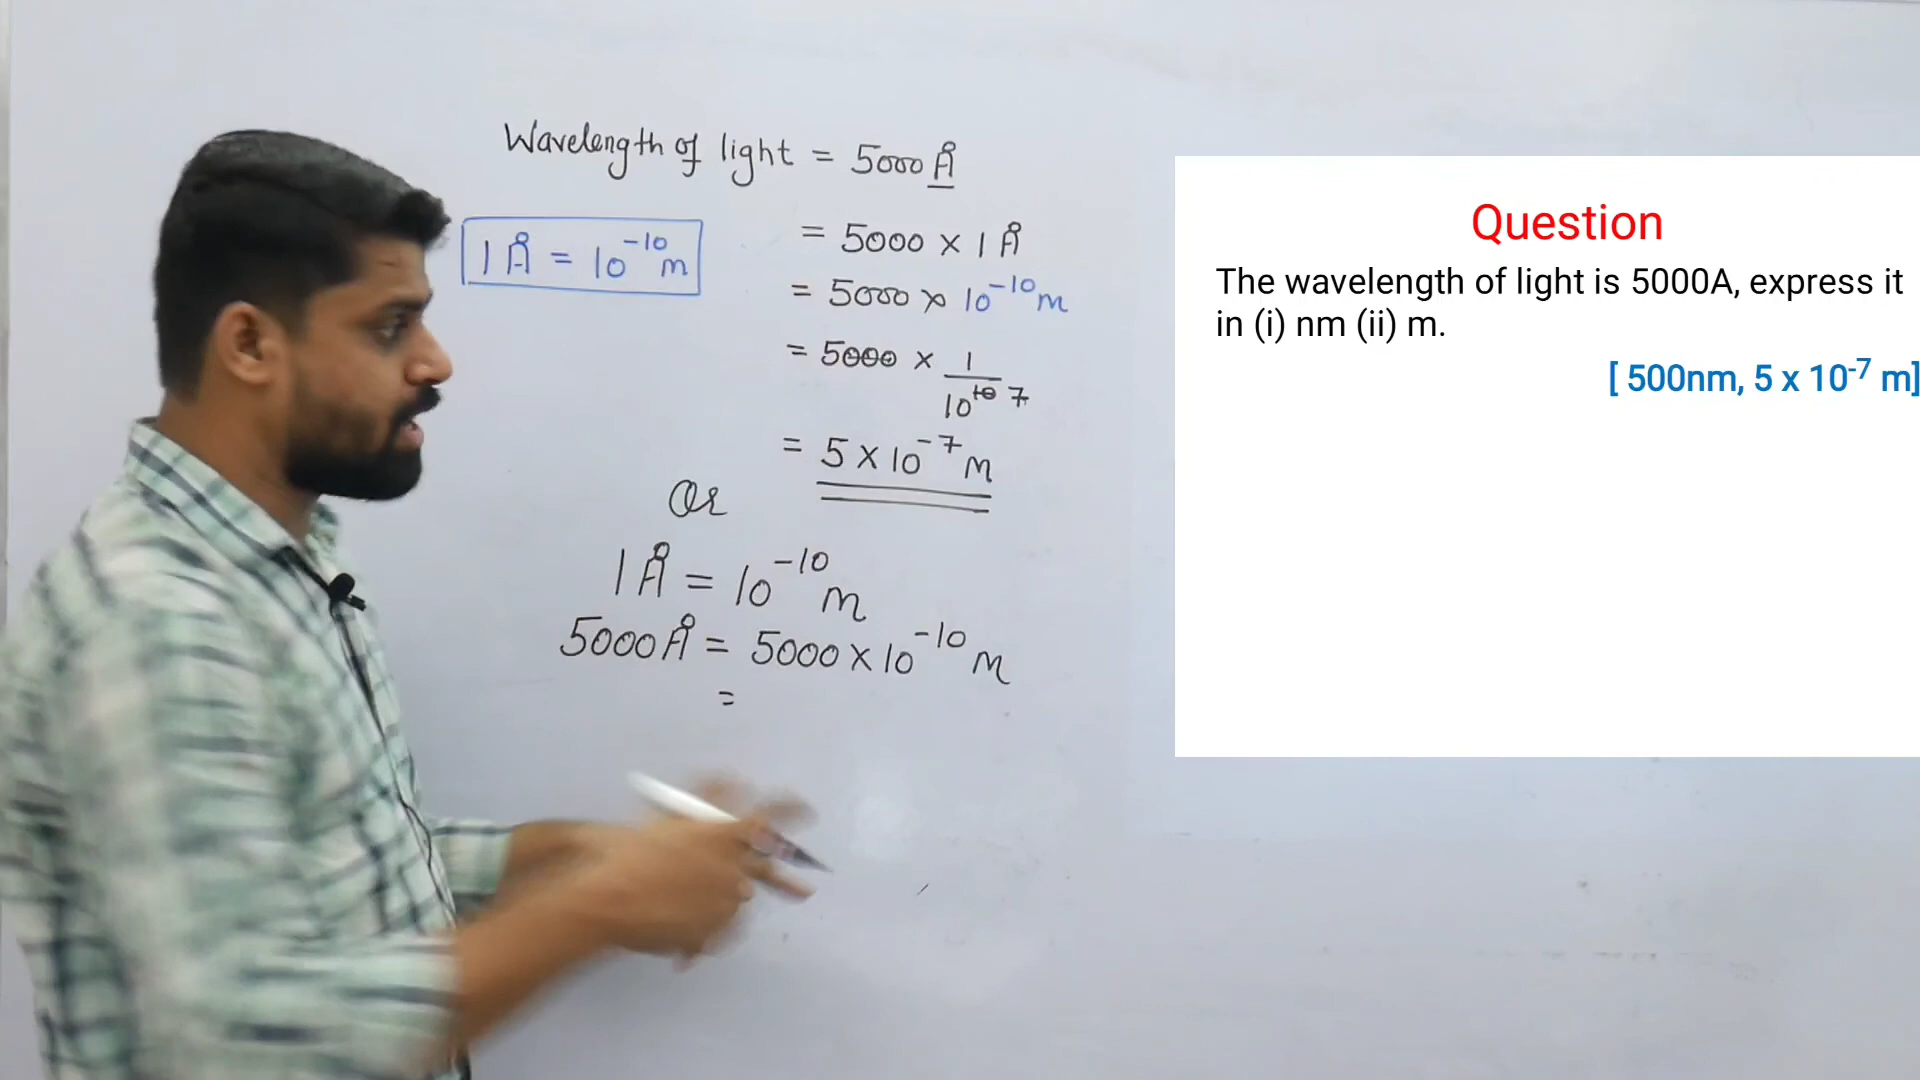 Wavelength of light = 5000 Å
1 Å = 10⁻¹⁰ m
= 5000 × 1 Å
= 5000 × 10⁻¹⁰ m
= 5000 × 1/10¹⁰ 7
= 5 × 10⁻⁷ m
Or
1 Å = 10⁻¹⁰ m
5000 Å = 5000 × 10⁻¹⁰ m
=
Question
The wavelength of light is 5000A, express it
in (i) nm (ii) m.
[ 500nm, 5 x 10⁻⁷ m]